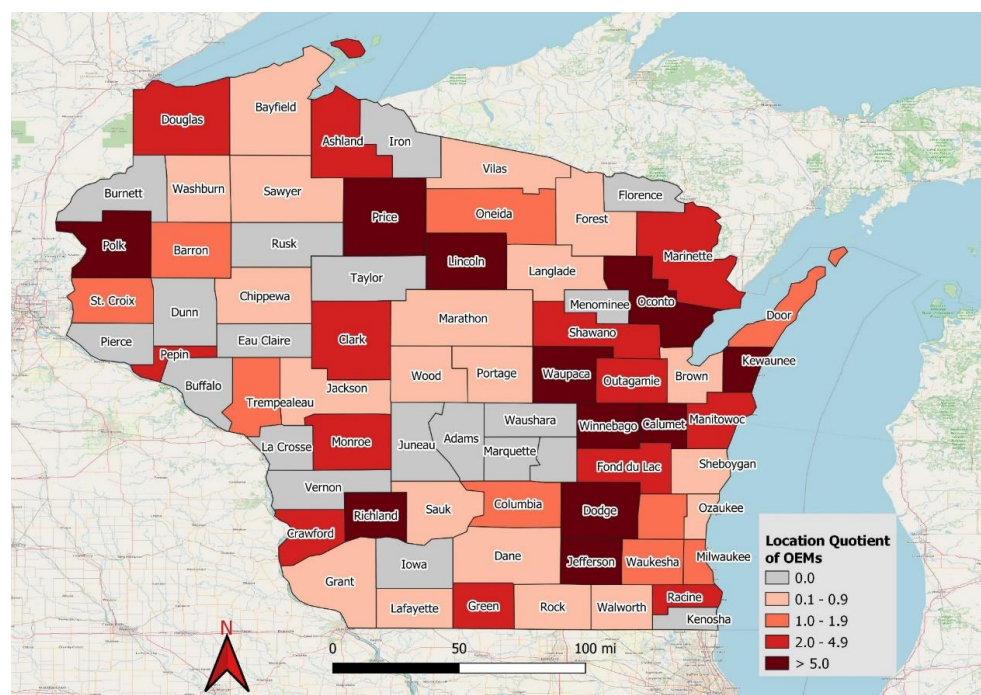 Douglas
Bayfield
Ashland
Iron
Vilas
Burnett
Washburn
Sawyer
Price
Oneida
Forest
Florence
Marinette
Polk
Barron
Rusk
Lincoln
Taylor
Langlade
Oconto
Menominee
St. Croix
Chippewa
Dunn
Marathon
Door
Pierce
Eau Claire
Clark
Shawano
Pepin
Kewaunee
Buffalo
Trempealeau
Jackson
Wood
Portage
Waupaca
Outagamie
Brown
Waushara
Winnebago
Calumet
Manitowoc
La Crosse
Monroe
Juneau
Adams
Marquette
Fond du Lac
Sheboygan
Vernon
Richland
Sauk
Columbia
Dodge
Ozaukee
Crawford
Iowa
Dane
Jefferson
Waukesha
Milwaukee
Grant
Lafayette
Green
Rock
Walworth
Racine
Kenosha
Location Quotient
of OEMs
0.0
0.1 - 0.9
1.0 - 1.9
2.0 - 4.9
> 5.0
N
0 50 100 mi